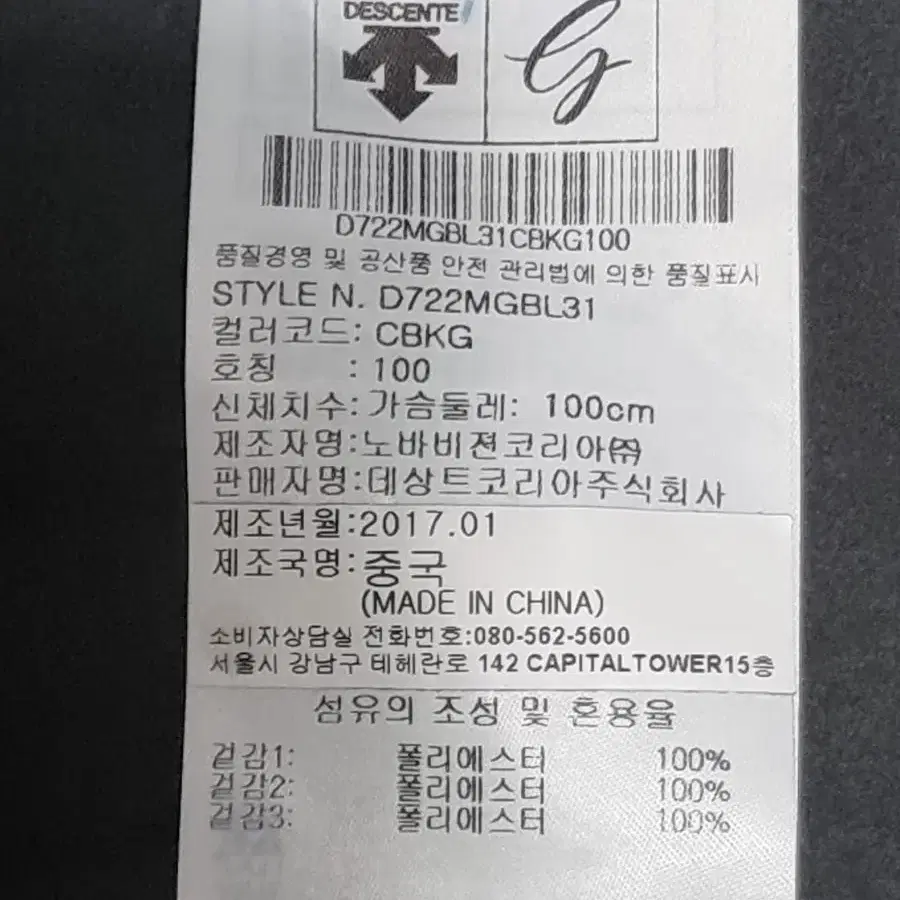 DESCENTE
G
D722MGBL31CBKG100
품질경영 및 공산품 안전 관리법에 의한 품질표시
STYLE N. D722MGBL31
컬러코드: CBKG
호칭 : 100
신체치수: 가슴둘레: 100cm
제조자명:노바비젼코리아㈜
판매자명:데상트코리아주식회사
제조년월:2017.01
제조국명: 중국
(MADE IN CHINA)
소비자상담실 전화번호:080-562-5600
서울시 강남구 테헤란로 142 CAPITALTOWER15층
섬유의 조성 및 혼용율
겉감1: 폴리에스터 100%
겉감2: 폴리에스터 100%
겉감3: 폴리에스터 100%